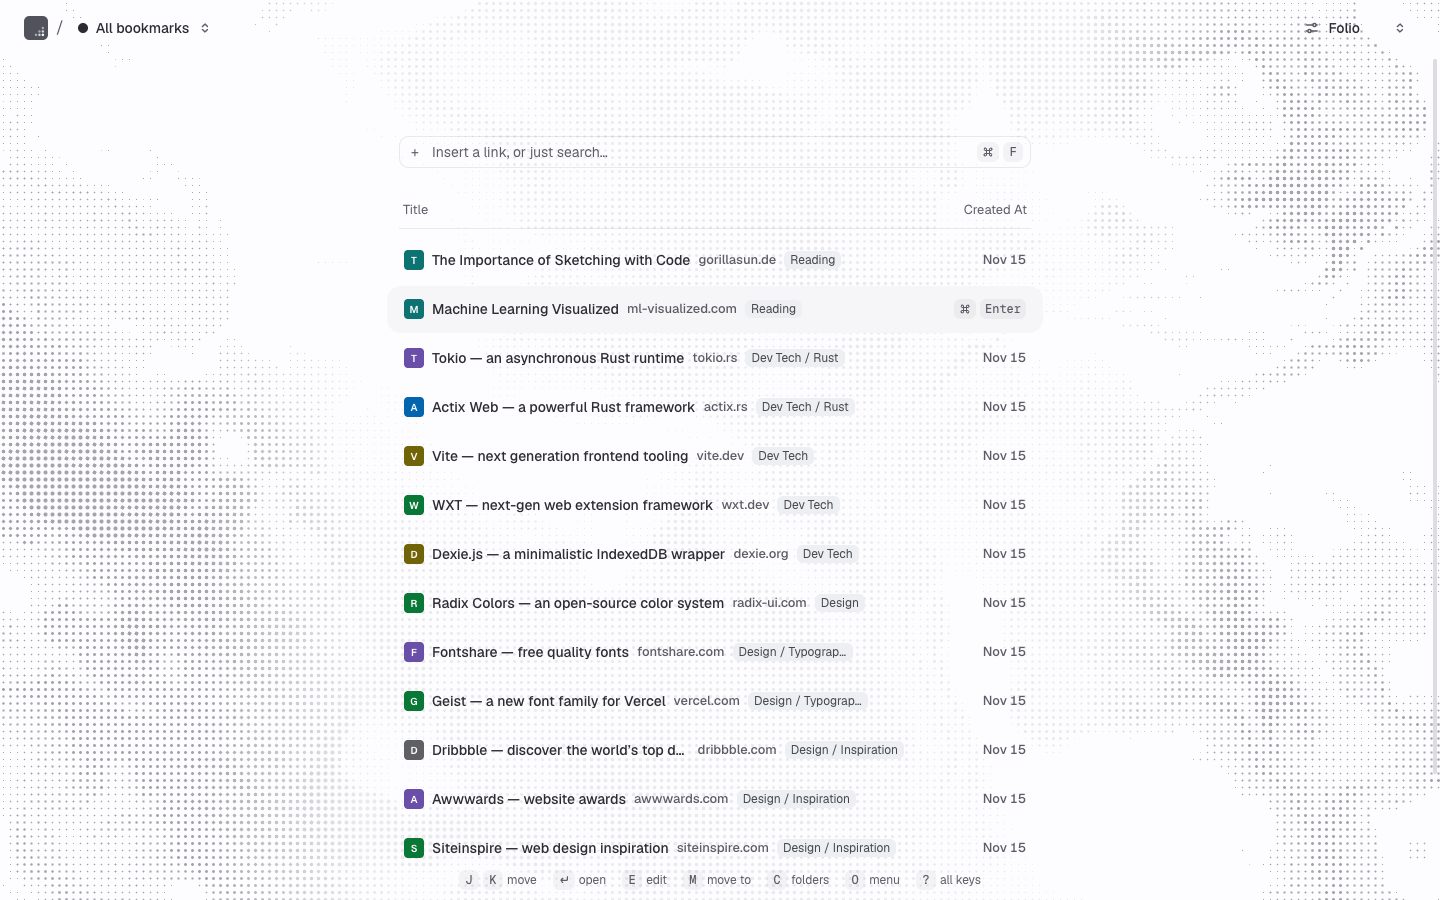 / All bookmarks
Folio
+ Insert a link, or just search… ⌘ F
Title Created At
T The Importance of Sketching with Code gorillasun.de Reading Nov 15
M Machine Learning Visualized ml-visualized.com Reading ⌘ Enter
T Tokio — an asynchronous Rust runtime tokio.rs Dev Tech / Rust Nov 15
A Actix Web — a powerful Rust framework actix.rs Dev Tech / Rust Nov 15
V Vite — next generation frontend tooling vite.dev Dev Tech Nov 15
W WXT — next-gen web extension framework wxt.dev Dev Tech Nov 15
D Dexie.js — a minimalistic IndexedDB wrapper dexie.org Dev Tech Nov 15
R Radix Colors — an open-source color system radix-ui.com Design Nov 15
F Fontshare — free quality fonts fontshare.com Design / Typograp… Nov 15
G Geist — a new font family for Vercel vercel.com Design / Typograp… Nov 15
D Dribbble — discover the world's top d… dribbble.com Design / Inspiration Nov 15
A Awwwards — website awards awwwards.com Design / Inspiration Nov 15
S Siteinspire — web design inspiration siteinspire.com Design / Inspiration Nov 15
J K move ↵ open E edit M move to C folders O menu ? all keys